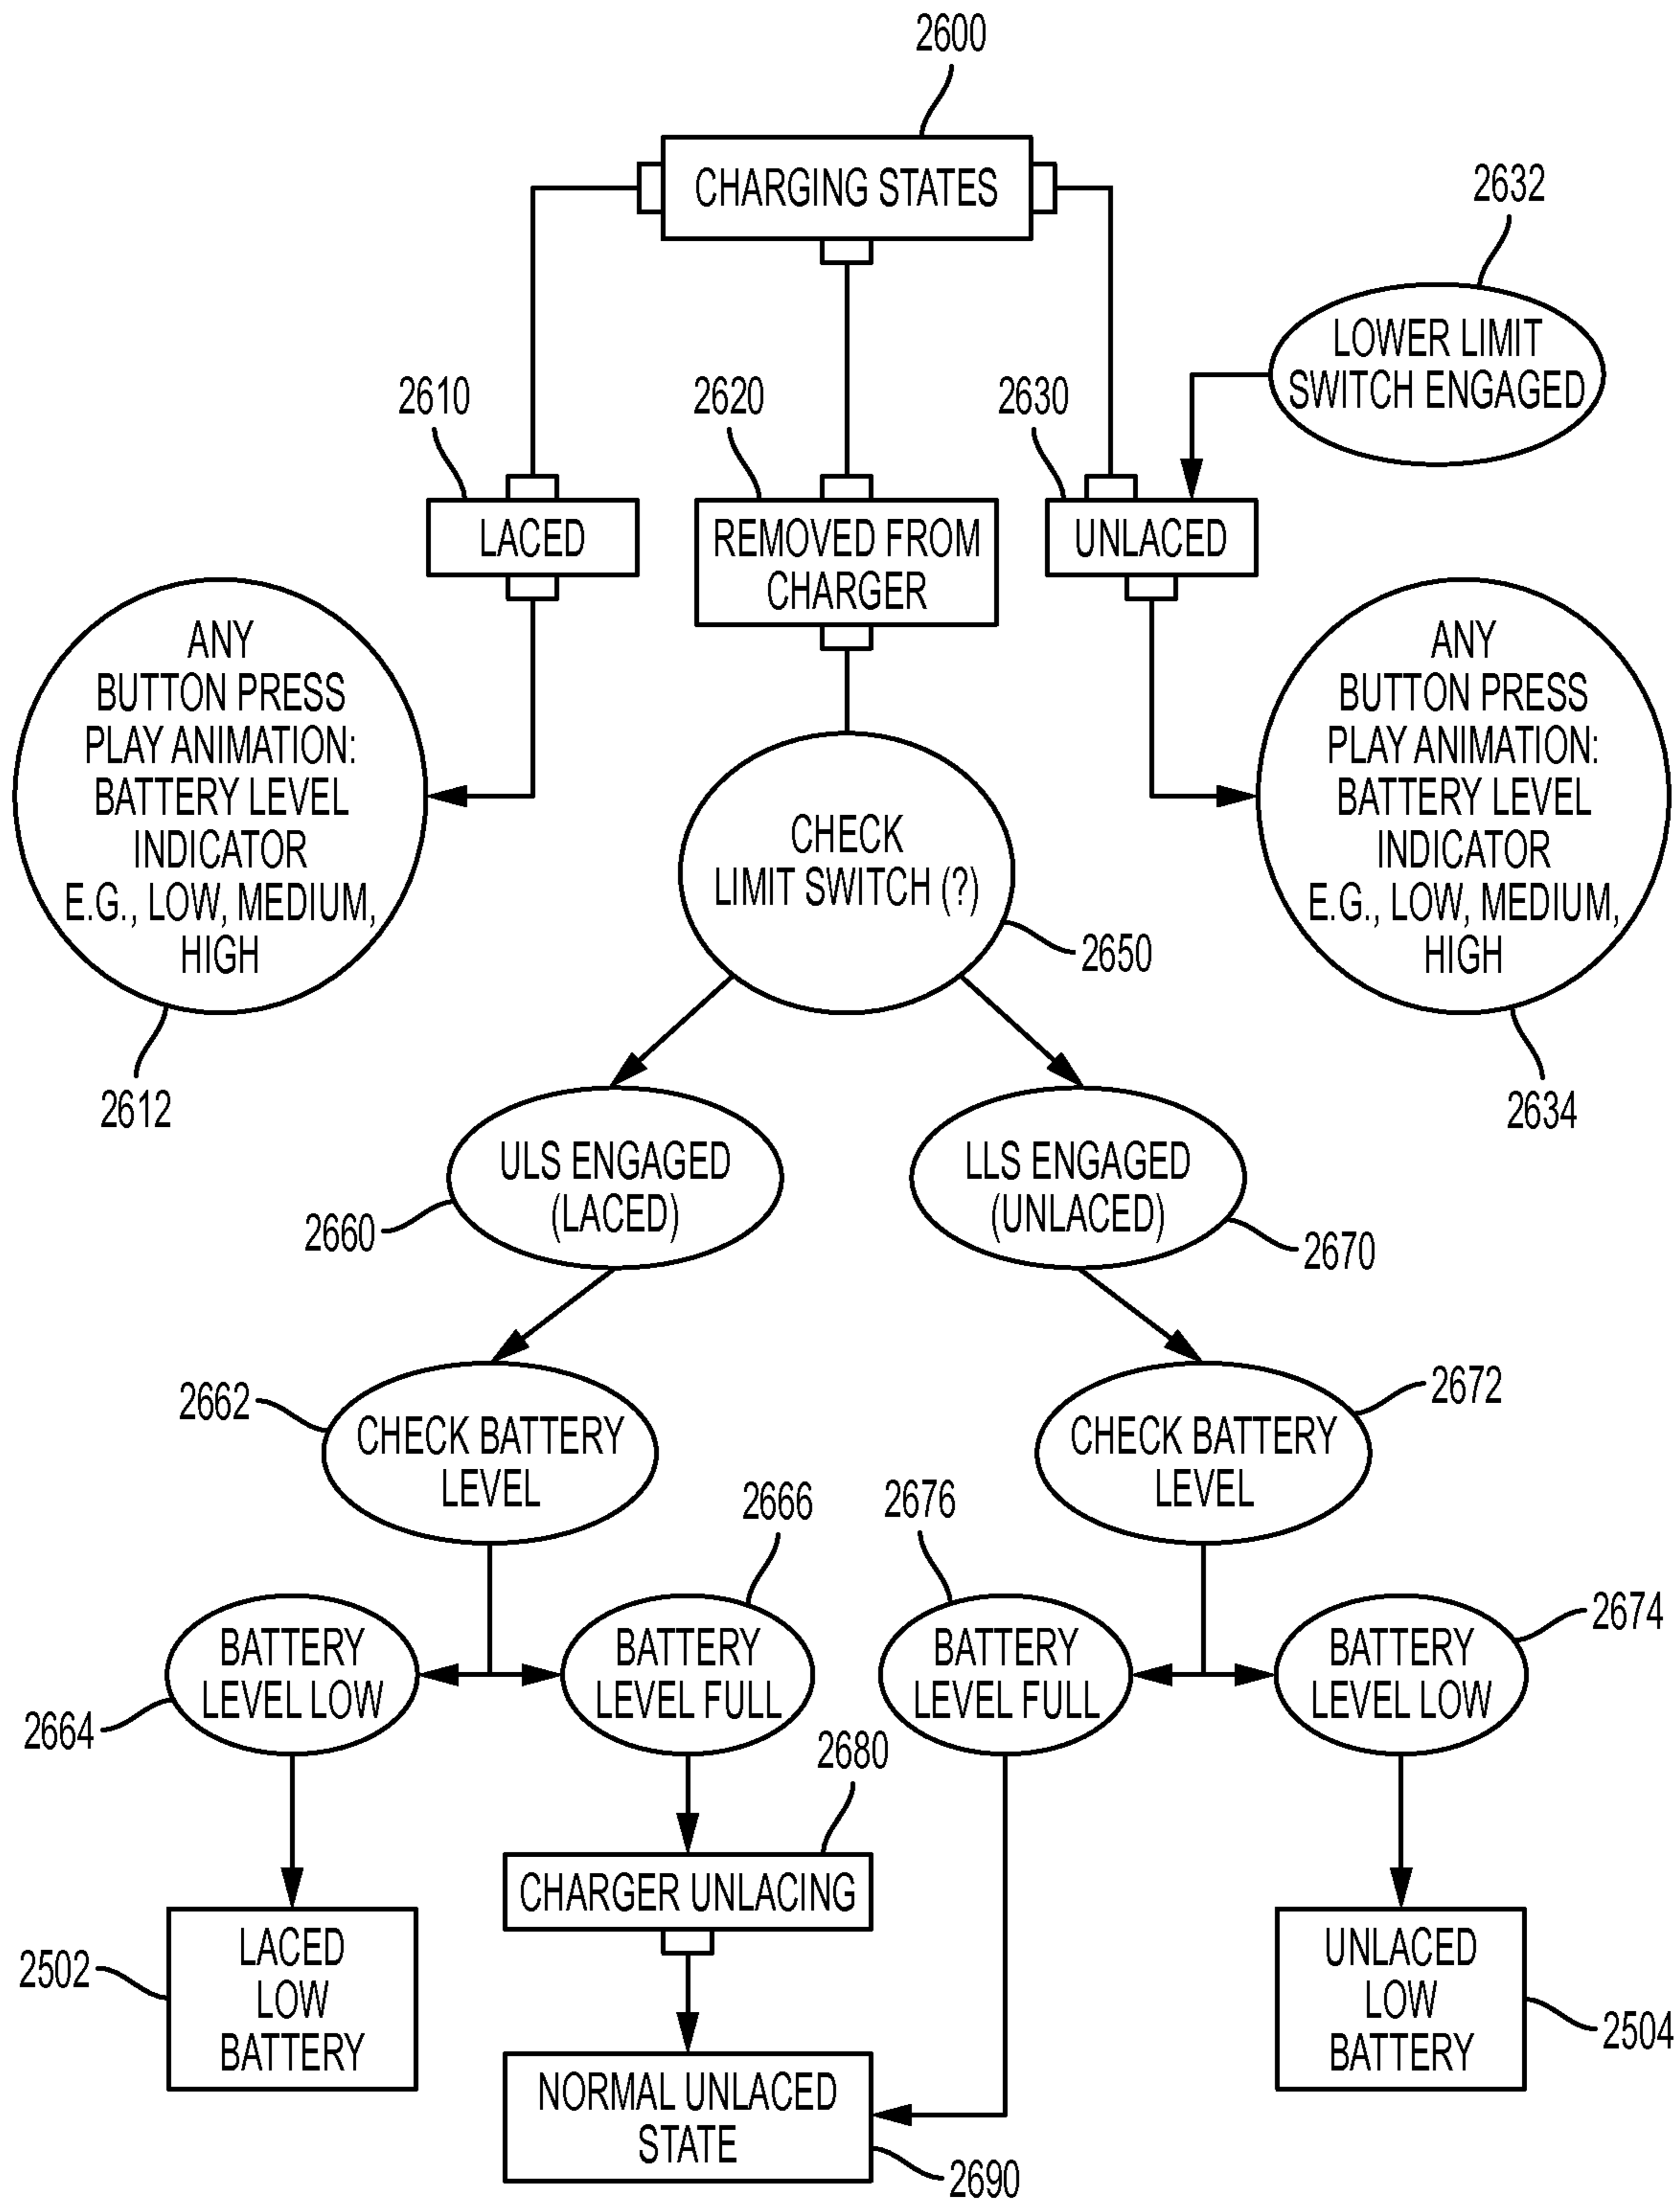 2600
CHARGING STATES
2632
LOWER LIMIT
SWITCH ENGAGED
2610
2620
2630
LACED
REMOVED FROM
CHARGER
UNLACED
ANY
BUTTON PRESS
PLAY ANIMATION:
BATTERY LEVEL
INDICATOR
E.G., LOW, MEDIUM,
HIGH
2612
CHECK
LIMIT SWITCH (?)
2650
ANY
BUTTON PRESS
PLAY ANIMATION:
BATTERY LEVEL
INDICATOR
E.G., LOW, MEDIUM,
HIGH
2634
ULS ENGAGED
(LACED)
2660
LLS ENGAGED
(UNLACED)
2670
2662
CHECK BATTERY
LEVEL
2672
CHECK BATTERY
LEVEL
2666
2676
2674
BATTERY
LEVEL LOW
2664
BATTERY
LEVEL FULL
BATTERY
LEVEL FULL
BATTERY
LEVEL LOW
2680
CHARGER UNLACING
2502
LACED
LOW
BATTERY
UNLACED
LOW
BATTERY
2504
NORMAL UNLACED
STATE
2690